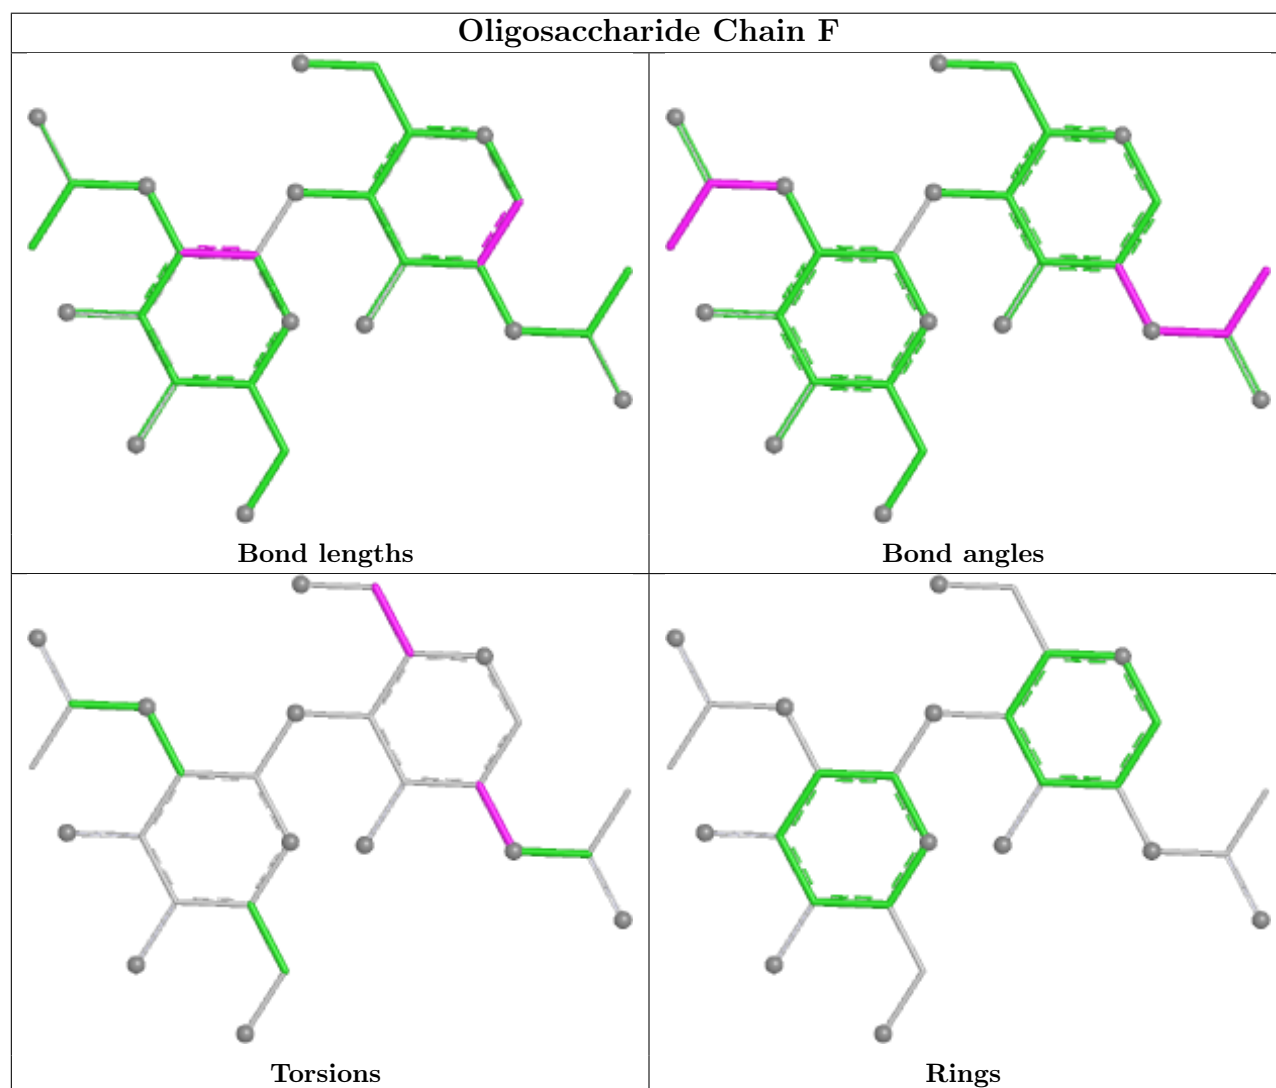 Oligosaccharide Chain F
Bond lengths
Bond angles
Torsions
Rings